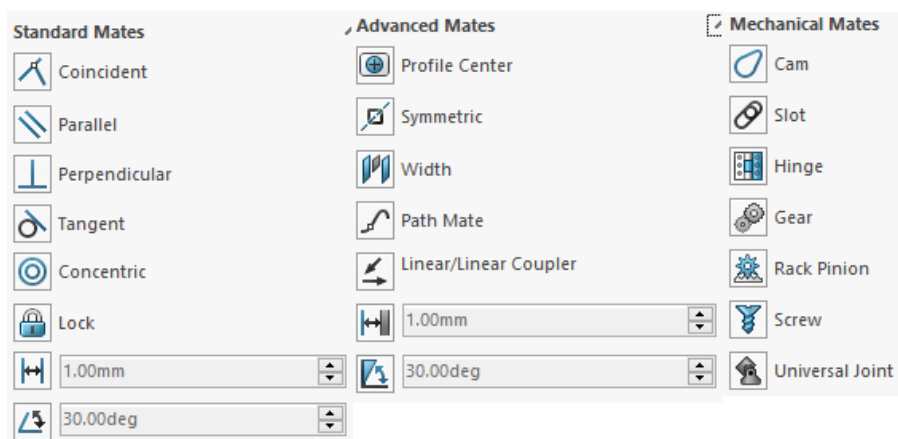 Standard Mates
Coincident
Parallel
Perpendicular
Tangent
Concentric
Lock
1.00mm
30.00deg
Advanced Mates
Profile Center
Symmetric
Width
Path Mate
Linear/Linear Coupler
1.00mm
30.00deg
Mechanical Mates
Cam
Slot
Hinge
Gear
Rack Pinion
Screw
Universal Joint